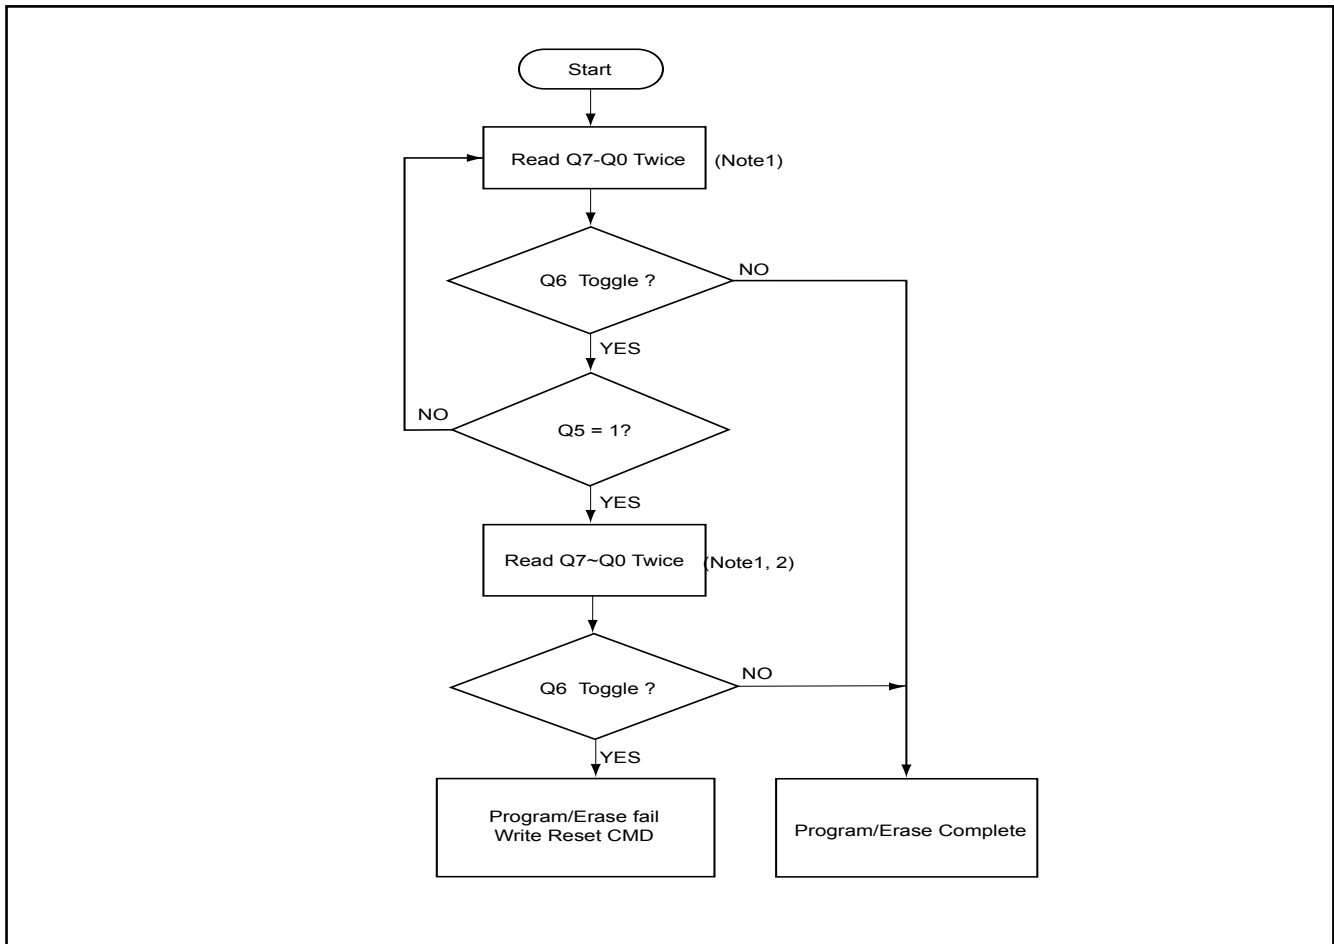 Start
Read Q7-Q0 Twice
(Note1)
Q6 Toggle ?
NO
YES
Q5 = 1?
NO
YES
Read Q7~Q0 Twice
(Note1, 2)
Q6 Toggle ?
NO
YES
Program/Erase fail
Write Reset CMD
Program/Erase Complete